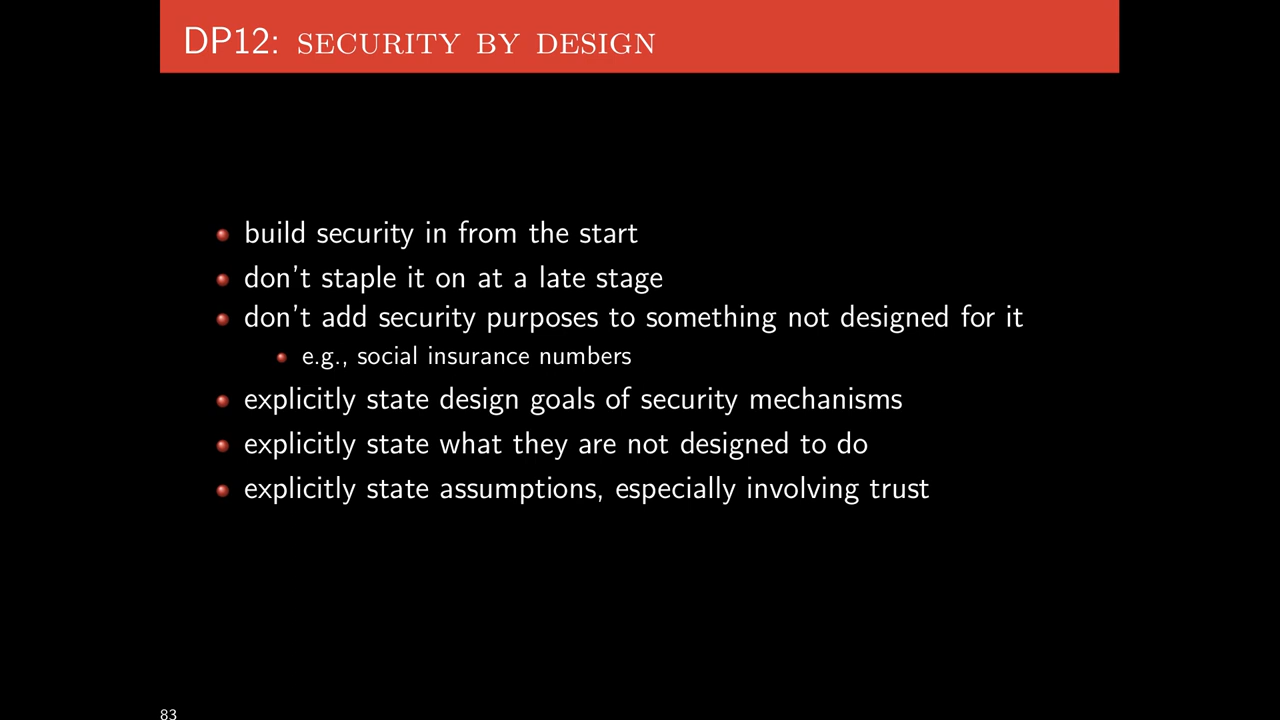 DP12: SECURITY BY DESIGN
build security in from the start
don't staple it on at a late stage
don't add security purposes to something not designed for it
e.g., social insurance numbers
explicitly state design goals of security mechanisms
explicitly state what they are not designed to do
explicitly state assumptions, especially involving trust
83